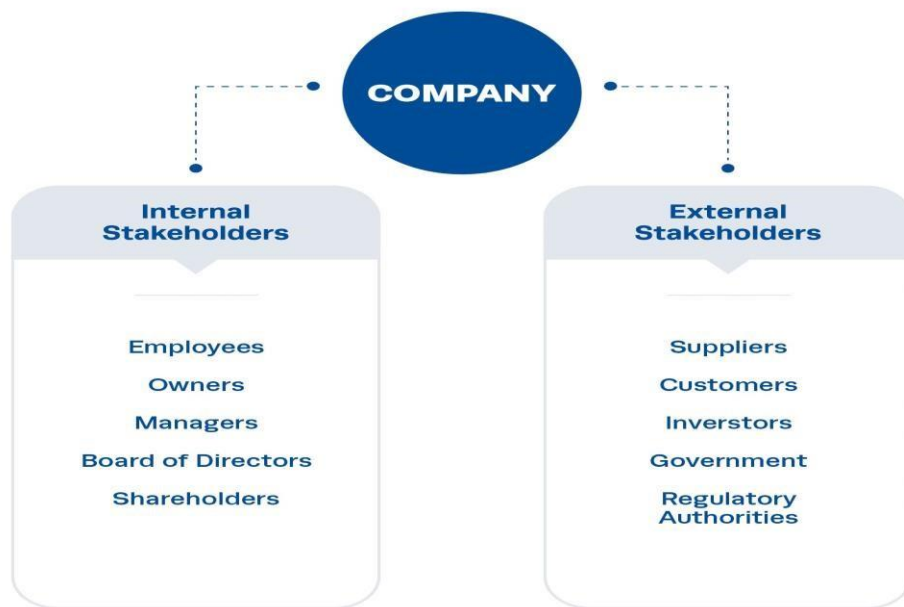 COMPANY
Internal
Stakeholders
Employees
Owners
Managers
Board of Directors
Shareholders
External
Stakeholders
Suppliers
Customers
Inverstors
Government
Regulatory
Authorities